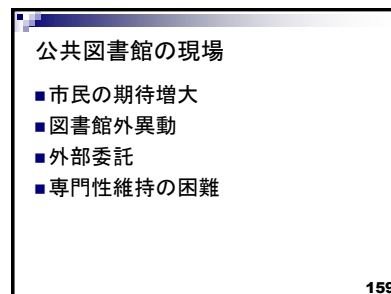 公共図書館の現場
■市民の期待増大
■図書館外異動
■外部委託
■専門性維持の困難
159